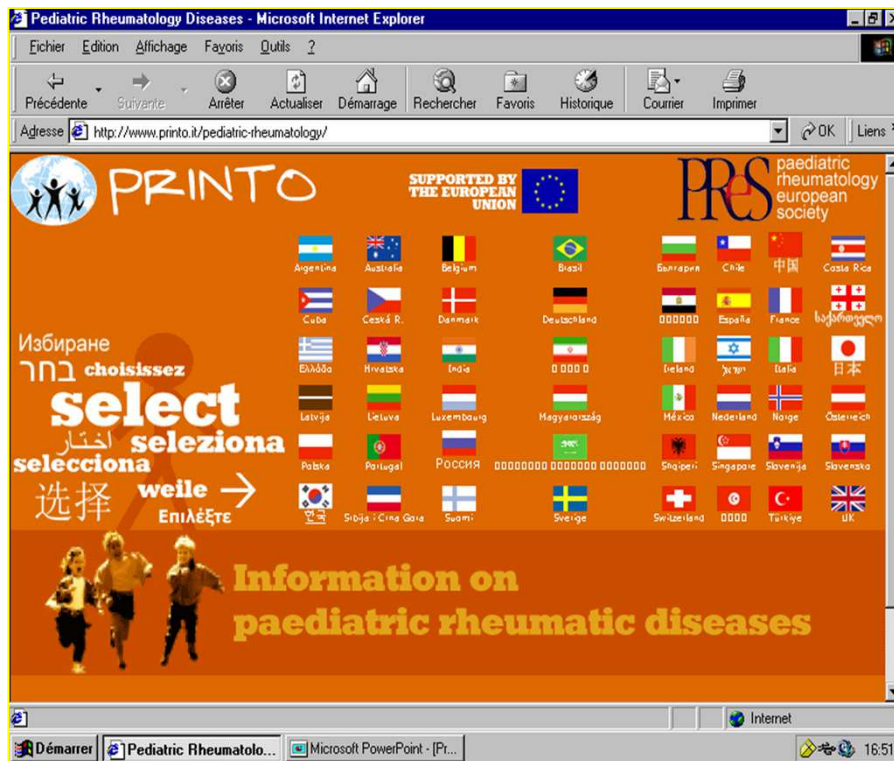 Pediatric Rheumatology Diseases - Microsoft Internet Explorer
Fichier Edition Affichage Favoris Outils ?
Précédente Suivante Arrêter Actualiser Démarrage Rechercher Favoris Historique Courrier Imprimer
Adresse http://www.printo.it/pediatric-rheumatology/ OK Liens
PRINTO
SUPPORTED BY
THE EUROPEAN
UNION
PReS
paediatric
rheumatology
european
society
Argentina Australia Belgium Brasil България Chile 中国 Costa Rica
Cuba Ceská R. Danmark Deutschland España France საქართველო
Ελλάδα Hrvatska India Ireland ישראל Italia 日本
Latvija Lietuva Luxembourg Magyarország México Nederland Norge Österreich
Polska Portugal Россия Shqiperi Singapore Slovenija Slovensko
한국 Srbija i Crna Gora Suomi Sverige Switzerland Türkiye UK
Избиране
בחר choisissez
select
اختار seleziona
selecciona
选择 weile
Επιλέξτε
Information on
paediatric rheumatic diseases
Internet
Démarrer Pediatric Rheumatolo... Microsoft PowerPoint - [Pr... 16:51